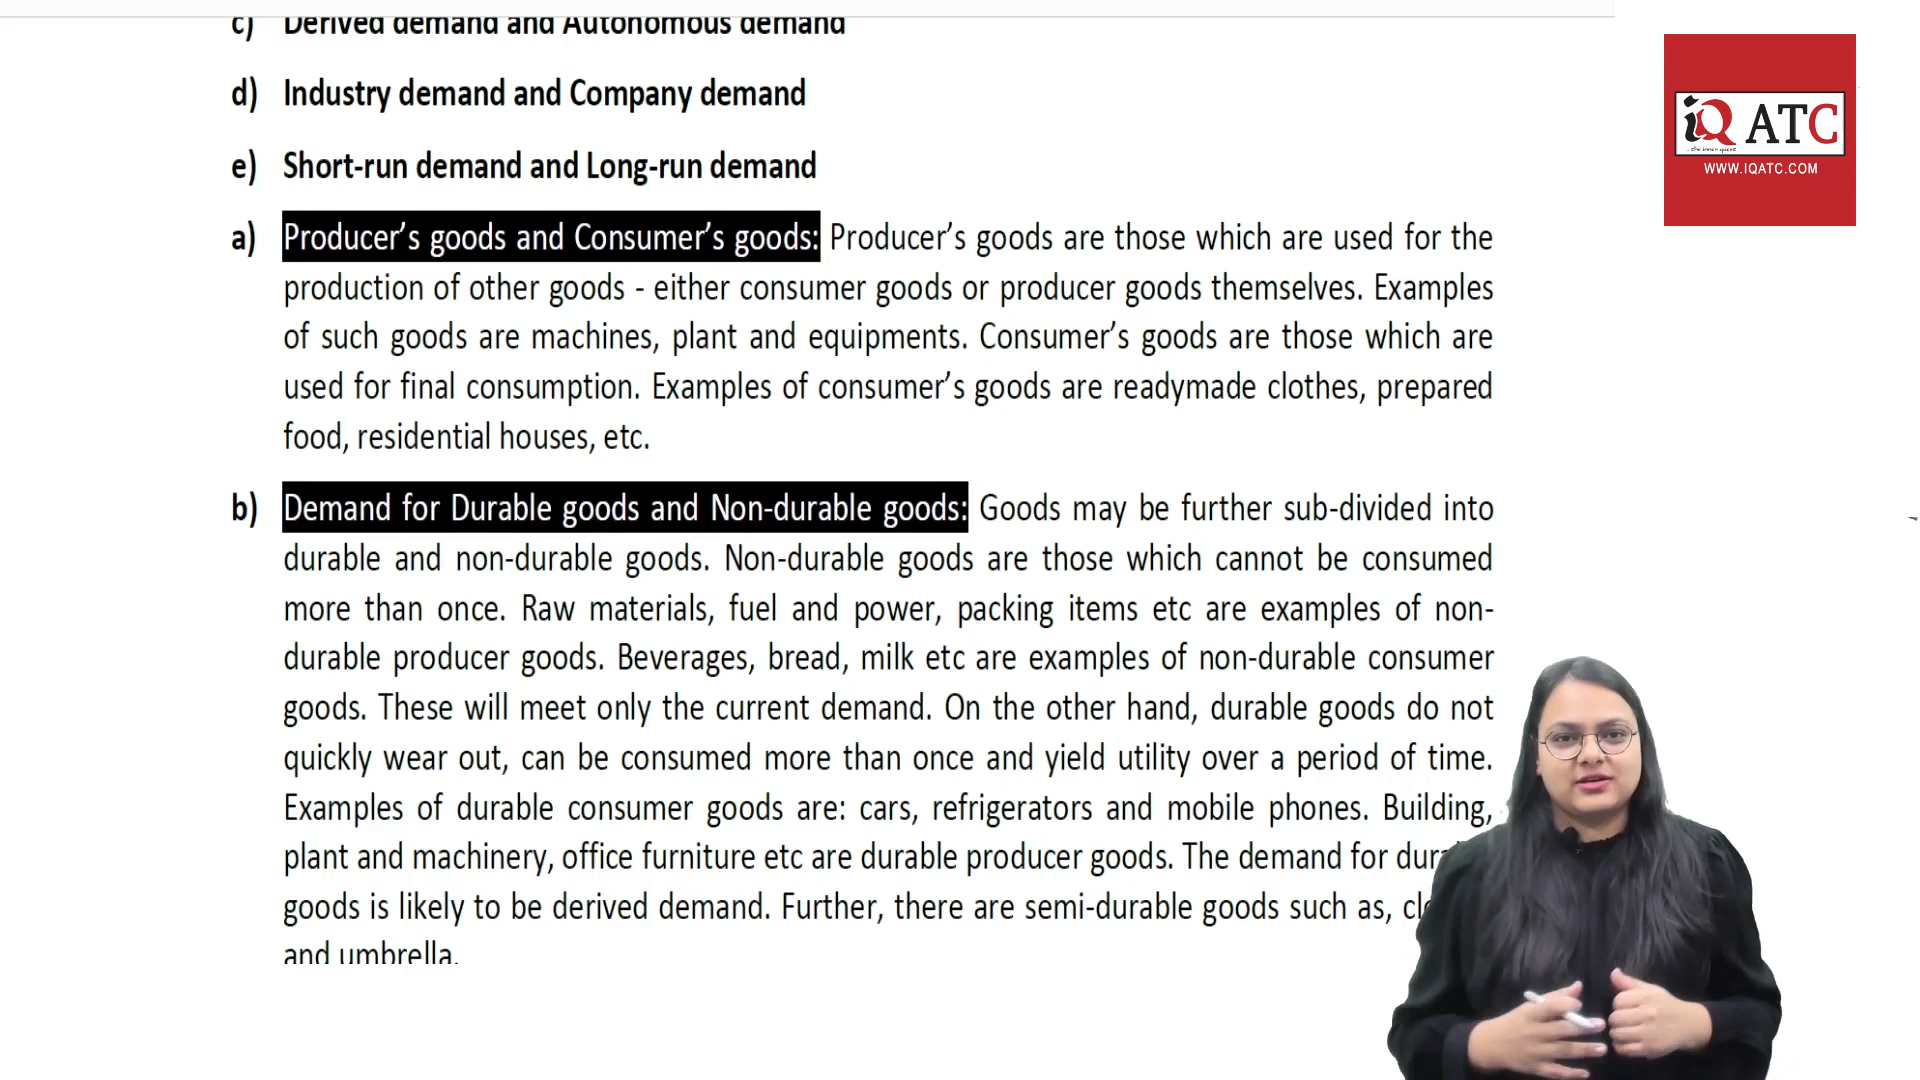 c) Derived demand and Autonomous demand
d) Industry demand and Company demand
e) Short-run demand and Long-run demand
a) Producer’s goods and Consumer’s goods: Producer’s goods are those which are used for the
production of other goods - either consumer goods or producer goods themselves. Examples
of such goods are machines, plant and equipments. Consumer’s goods are those which are
used for final consumption. Examples of consumer’s goods are readymade clothes, prepared
food, residential houses, etc.
b) Demand for Durable goods and Non-durable goods: Goods may be further sub-divided into
durable and non-durable goods. Non-durable goods are those which cannot be consumed
more than once. Raw materials, fuel and power, packing items etc are examples of non-
durable producer goods. Beverages, bread, milk etc are examples of non-durable consumer
goods. These will meet only the current demand. On the other hand, durable goods do not
quickly wear out, can be consumed more than once and yield utility over a period of time.
Examples of durable consumer goods are: cars, refrigerators and mobile phones. Building,
plant and machinery, office furniture etc are durable producer goods. The demand for
goods is likely to be derived demand. Further, there are semi-durable goods such as,
and umbrella.
iQ ATC
...the inner quest
WWW.IQATC.COM